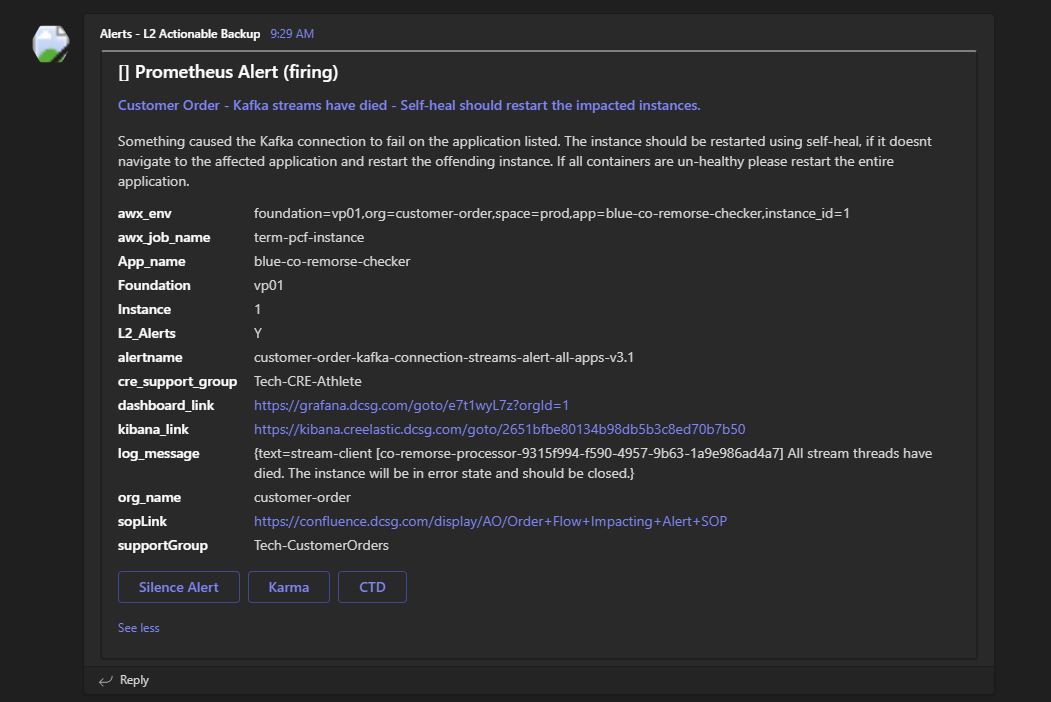 Alerts - L2 Actionable Backup 9:29 AM
[] Prometheus Alert (firing)
Customer Order - Kafka streams have died - Self-heal should restart the impacted instances.
Something caused the Kafka connection to fail on the application listed. The instance should be restarted using self-heal, if it doesnt
navigate to the affected application and restart the offending instance. If all containers are un-healthy please restart the entire
application.
awx_env foundation=vp01,org=customer-order,space=prod,app=blue-co-remorse-checker,instance_id=1
awx_job_name term-pcf-instance
App_name blue-co-remorse-checker
Foundation vp01
Instance 1
L2_Alerts Y
alertname customer-order-kafka-connection-streams-alert-all-apps-v3.1
cre_support_group Tech-CRE-Athlete
dashboard_link https://grafana.dcsg.com/goto/e7t1wyL7z?orgId=1
kibana_link https://kibana.creelastic.dcsg.com/goto/2651bfbe80134b98db5b3c8ed70b7b50
log_message {text=stream-client [co-remorse-processor-9315f994-f590-4957-9b63-1a9e986ad4a7] All stream threads have
died. The instance will be in error state and should be closed.}
org_name customer-order
sopLink https://confluence.dcsg.com/display/AO/Order+Flow+Impacting+Alert+SOP
supportGroup Tech-CustomerOrders
Silence Alert Karma CTD
See less
Reply